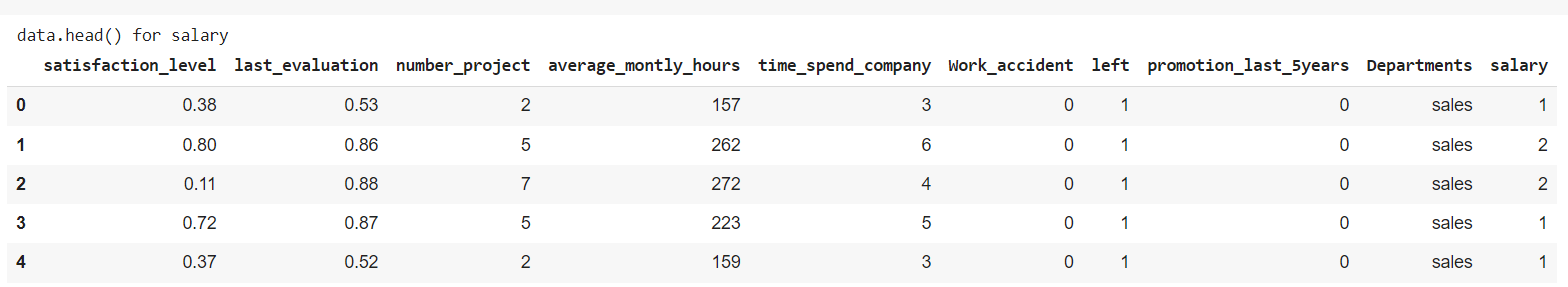 data.head() for salary
satisfaction_level last_evaluation number_project average_montly_hours time_spend_company Work_accident left promotion_last_5years Departments salary
0 0.38 0.53 2 157 3 0 1 0 sales 1
1 0.80 0.86 5 262 6 0 1 0 sales 2
2 0.11 0.88 7 272 4 0 1 0 sales 2
3 0.72 0.87 5 223 5 0 1 0 sales 1
4 0.37 0.52 2 159 3 0 1 0 sales 1